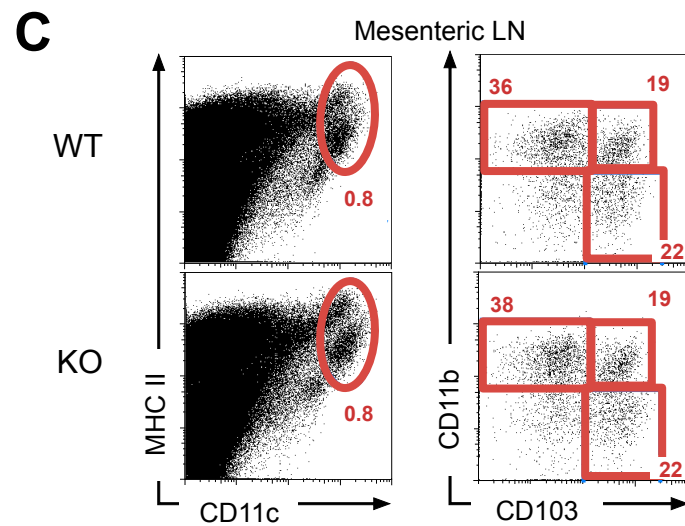 C
Mesenteric LN
WT
0.8
36
19
22
KO
0.8
38
19
22
MHC II
CD11c
CD11b
CD103